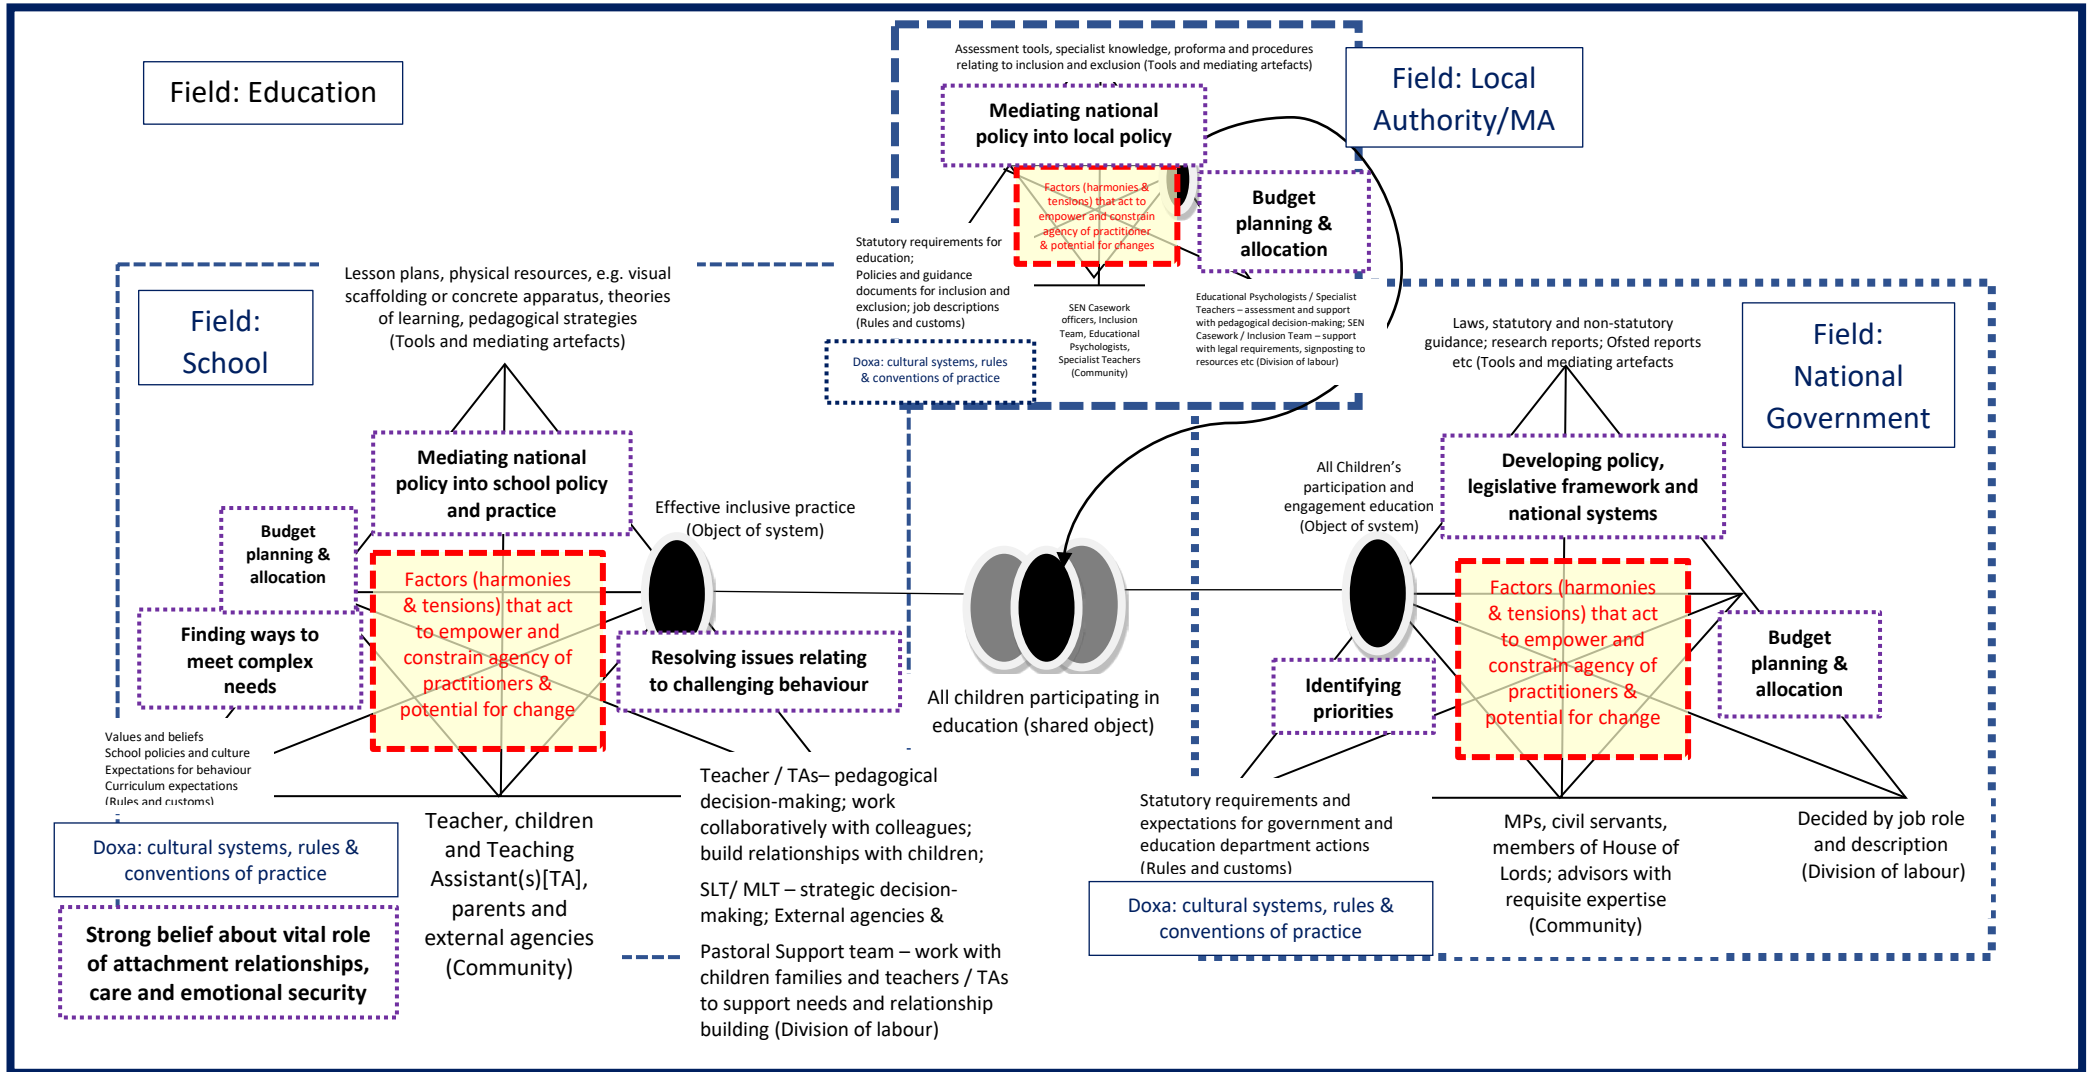 Field: Education
Assessment tools, specialist knowledge, proforma and procedures
relating to inclusion and exclusion (Tools and mediating artefacts)
Field: Local
Authority/MA
Mediating national
policy into local policy
Factors (harmonies &
tensions) that act to
empower and constrain
agency of practitioner
& potential for changes
Budget
planning &
allocation
Statutory requirements for
education;
Policies and guidance
documents for inclusion and
exclusion; job descriptions
(Rules and customs)
SEN Casework
officers, Inclusion
Team, Educational
Psychologists,
Specialist Teachers
(Community)
Educational Psychologists / Specialist
Teachers – assessment and support
with pedagogical decision-making; SEN
Casework / Inclusion Team – support
with legal requirements, signposting to
resources etc (Division of labour)
Doxa: cultural systems, rules
& conventions of practice
Field:
School
Lesson plans, physical resources, e.g. visual
scaffolding or concrete apparatus, theories
of learning, pedagogical strategies
(Tools and mediating artefacts)
Mediating national
policy into school policy
and practice
Budget
planning &
allocation
Effective inclusive practice
(Object of system)
Factors (harmonies
& tensions) that act
to empower and
constrain agency of
practitioners &
potential for change
Finding ways to
meet complex
needs
Resolving issues relating
to challenging behaviour
Values and beliefs
School policies and culture
Expectations for behaviour
Curriculum expectations
(Rules and customs)
Doxa: cultural systems, rules &
conventions of practice
Strong belief about vital role
of attachment relationships,
care and emotional security
Teacher, children
and Teaching
Assistant(s)[TA],
parents and
external agencies
(Community)
Teacher / TAs– pedagogical
decision-making; work
collaboratively with colleagues;
build relationships with children;
SLT/ MLT – strategic decision-
making; External agencies &
Pastoral Support team – work with
children families and teachers / TAs
to support needs and relationship
building (Division of labour)
All children participating in
education (shared object)
Field:
National
Government
Laws, statutory and non-statutory
guidance; research reports; Ofsted reports
etc (Tools and mediating artefacts
All Children's
participation and
engagement education
(Object of system)
Developing policy,
legislative framework and
national systems
Factors (harmonies
& tensions) that act
to empower and
constrain agency of
practitioners &
potential for change
Identifying
priorities
Budget
planning &
allocation
Statutory requirements and
expectations for government and
education department actions
(Rules and customs)
Doxa: cultural systems, rules &
conventions of practice
MPs, civil servants,
members of House of
Lords; advisors with
requisite expertise
(Community)
Decided by job role
and description
(Division of labour)